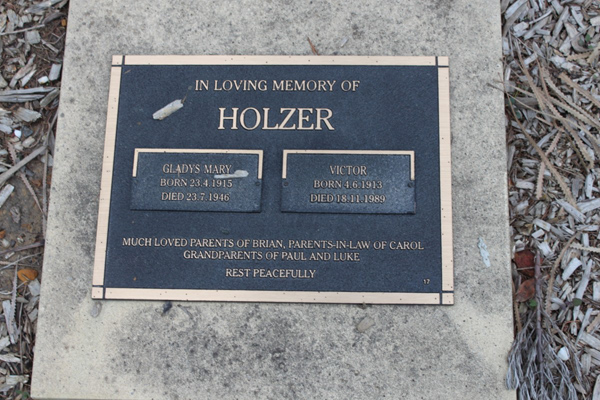 IN LOVING MEMORY OF
HOLZER
GLADYS MARY
BORN 23.4.1915
DIED 23.7.1946
VICTOR
BORN 4.6.1913
DIED 18.11.1989
MUCH LOVED PARENTS OF BRIAN, PARENTS-IN-LAW OF CAROL
GRANDPARENTS OF PAUL AND LUKE
REST PEACEFULLY
17